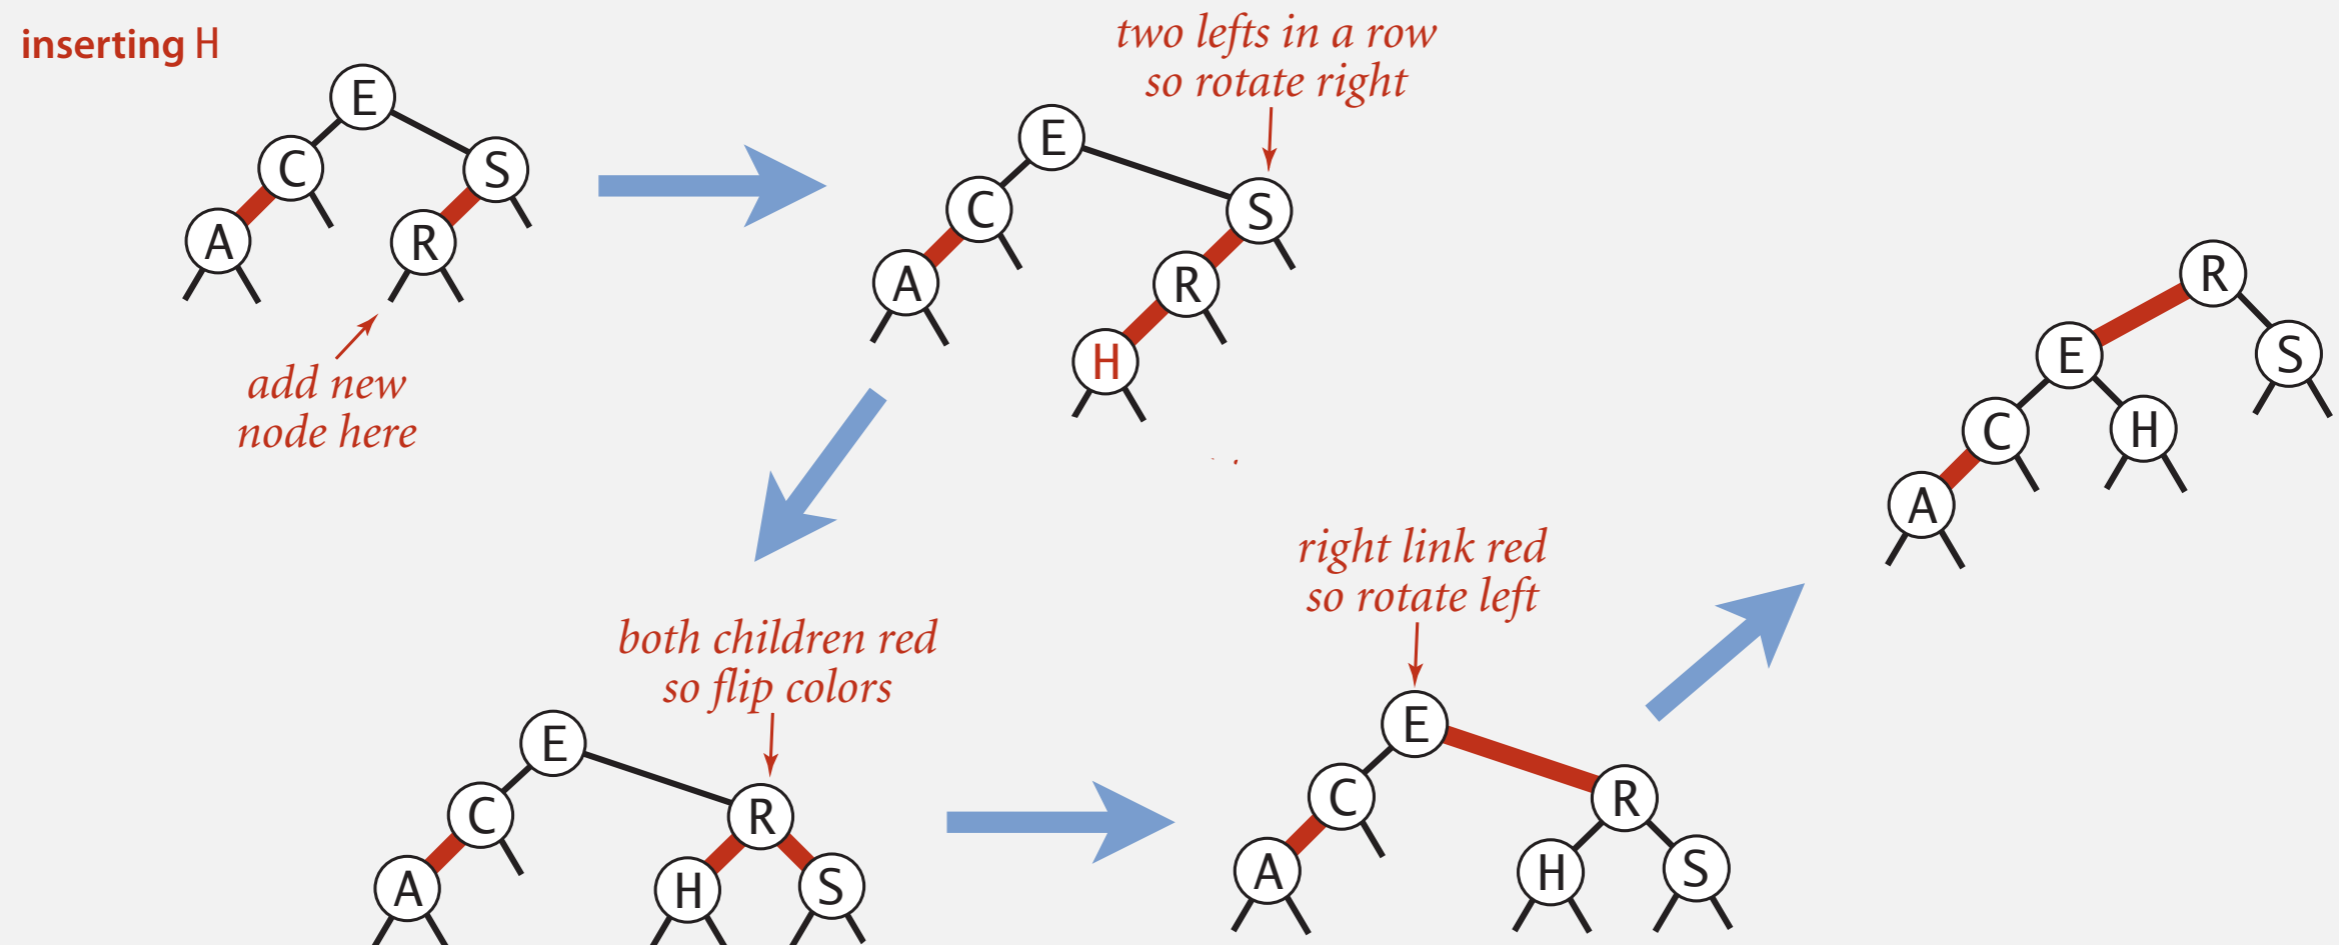 inserting H
E
C
S
A
R
add new
node here
two lefts in a row
so rotate right
E
C
S
A
R
H
both children red
so flip colors
E
C
R
A
H
S
right link red
so rotate left
E
C
R
A
H
S
R
E
S
C
H
A